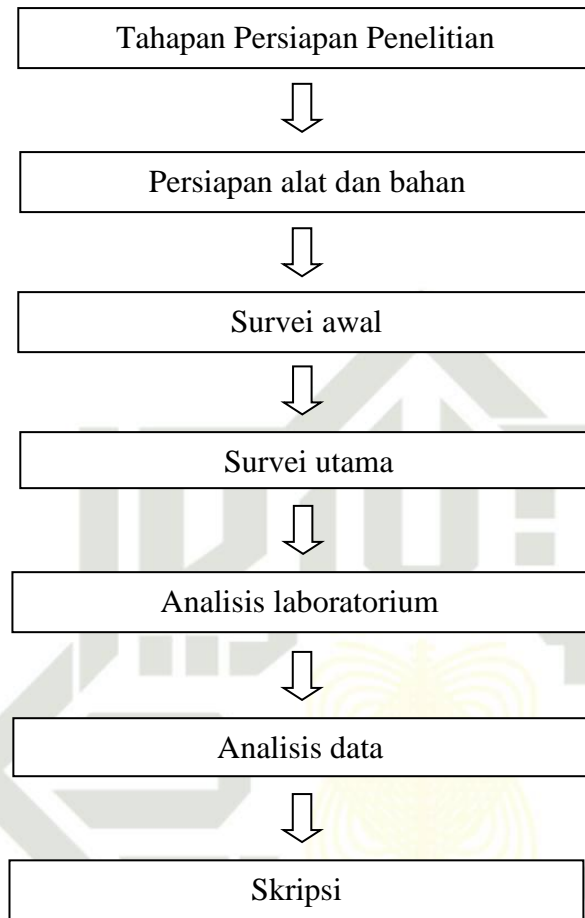 Tahapan Persiapan Penelitian
Persiapan alat dan bahan
Survei awal
Survei utama
Analisis laboratorium
Analisis data
Skripsi